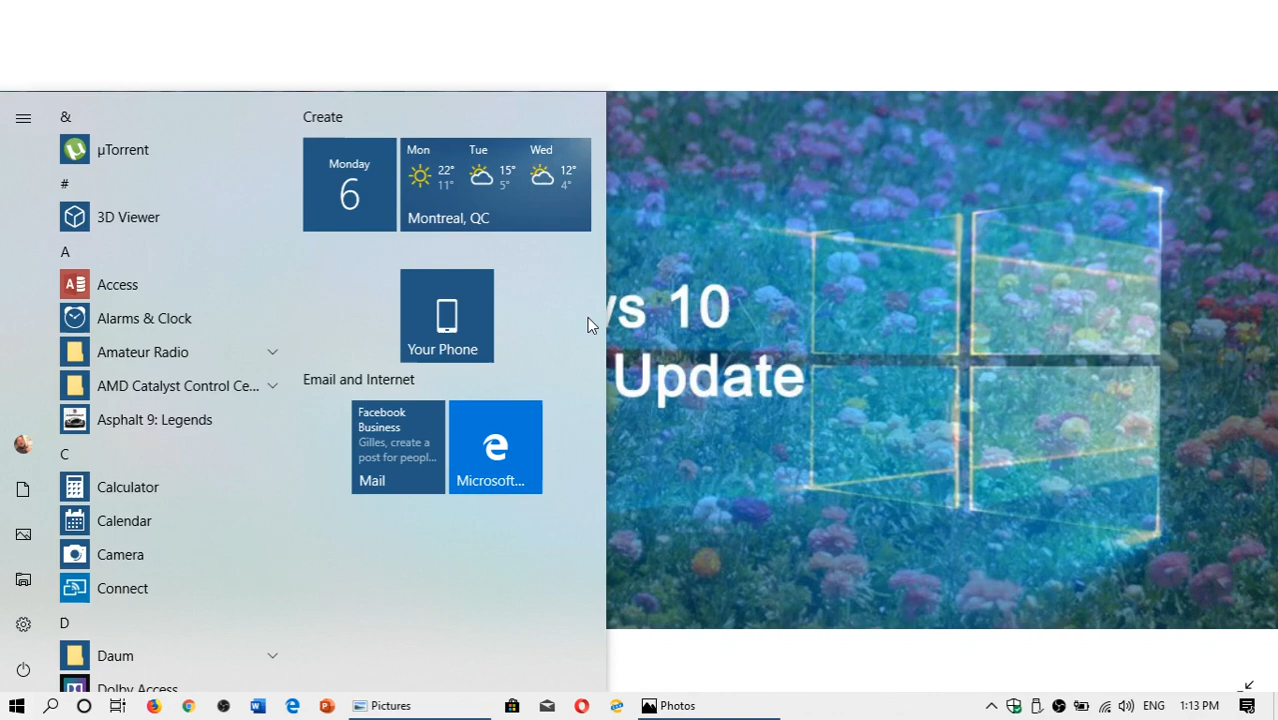 &
µTorrent
#
3D Viewer
A
Access
Alarms & Clock
Amateur Radio
AMD Catalyst Control Ce...
Asphalt 9: Legends
C
Calculator
Calendar
Camera
Connect
D
Daum
Dolby Access
Create
Monday
6
Mon Tue Wed
22° 15° 12°
11° 5° 4°
Montreal, QC
Your Phone
Email and Internet
Facebook
Business
Gilles, create a
post for peopl...
Mail
Microsoft...
s 10
Update
Pictures
Photos
ENG
1:13 PM